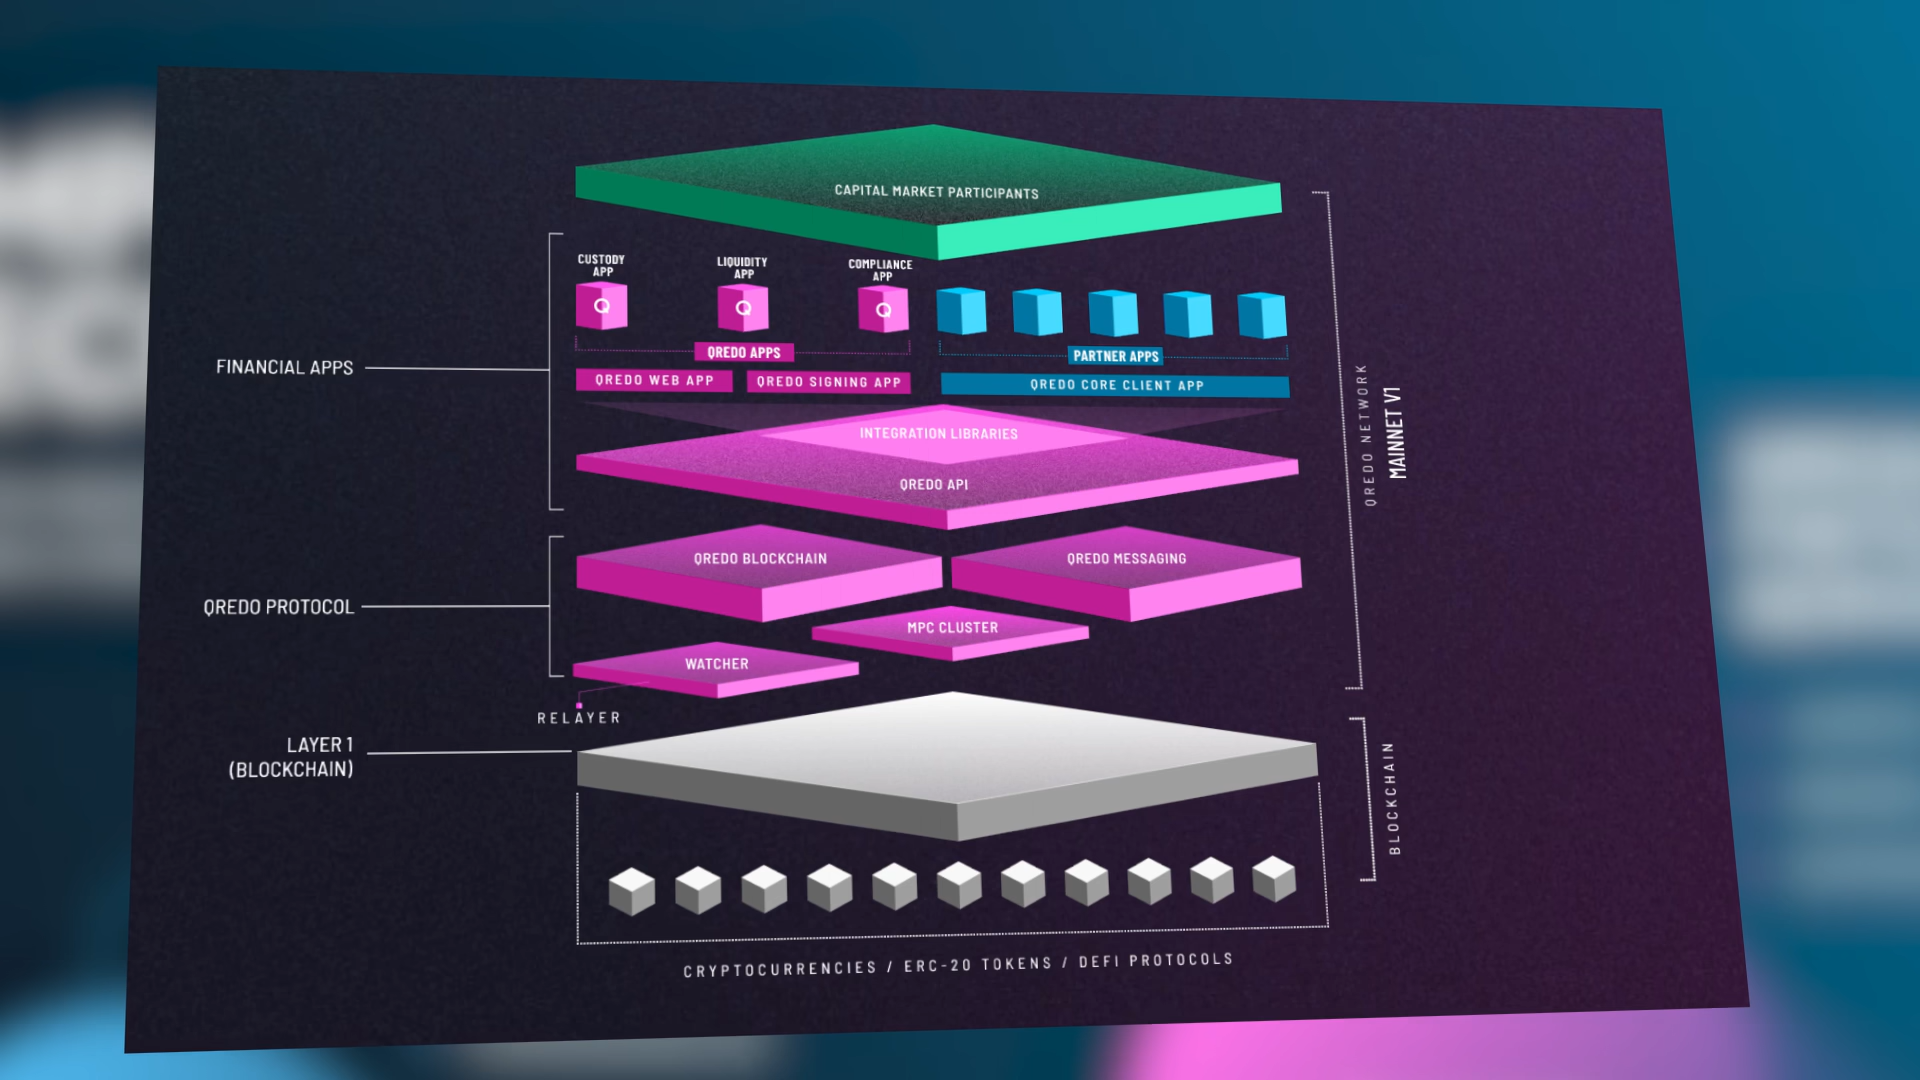 CAPITAL MARKET PARTICIPANTS
CUSTODY
APP
LIQUIDITY
APP
COMPLIANCE
APP
Q
Q
Q
QREDO APPS
PARTNER APPS
FINANCIAL APPS
QREDO WEB APP
QREDO SIGNING APP
QREDO CORE CLIENT APP
INTEGRATION LIBRARIES
QREDO API
QREDO NETWORK
MAINNET V1
QREDO BLOCKCHAIN
QREDO MESSAGING
QREDO PROTOCOL
MPC CLUSTER
WATCHER
RELAYER
LAYER 1
(BLOCKCHAIN)
BLOCKCHAIN
CRYPTOCURRENCIES / ERC-20 TOKENS / DEFI PROTOCOLS